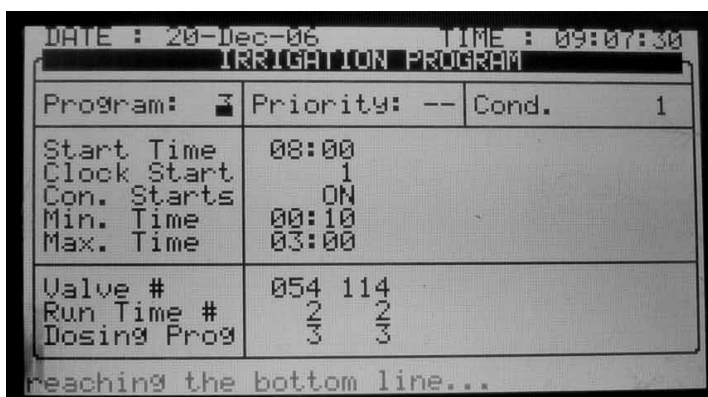 DATE : 20-Dec-06 TIME : 09:07:30
IRRIGATION PROGRAM
Program: 3 Priority: -- Cond. 1
Start Time 08:00
Clock Start 1
Con. Starts ON
Min. Time 00:10
Max. Time 03:00
Valve # 054 114
Run Time # 2 2
Dosing Prog 3 3
reaching the bottom line...